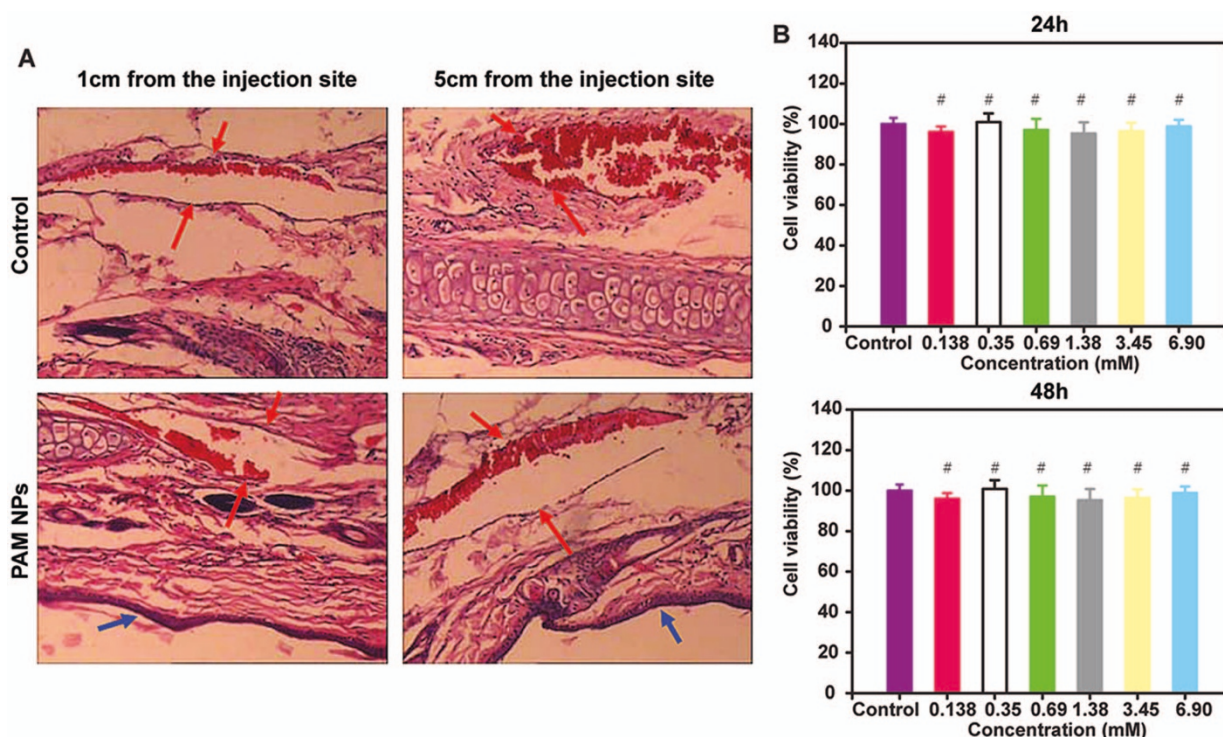 A
1cm from the injection site
5cm from the injection site
Control
PAM NPs
B
24h
Cell viability (%)
140
120
100
80
60
40
20
0
# # # # # #
Control 0.138 0.35 0.69 1.38 3.45 6.90
Concentration (mM)
48h
Cell viability (%)
140
120
100
80
60
40
20
0
# # # # # #
Control 0.138 0.35 0.69 1.38 3.45 6.90
Concentration (mM)